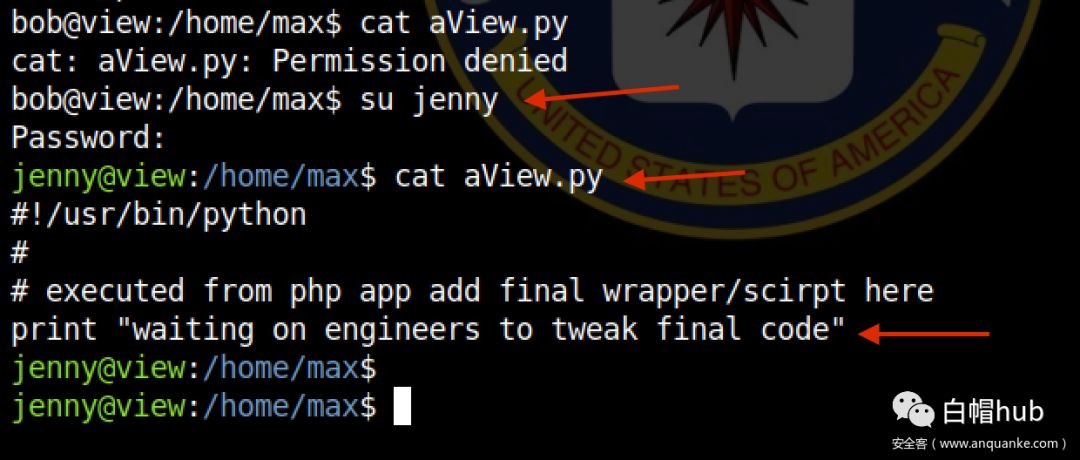 bob@view:/home/max$ cat aView.py
cat: aView.py: Permission denied
bob@view:/home/max$ su jenny
Password:
jenny@view:/home/max$ cat aView.py
#!/usr/bin/python
#
# executed from php app add final wrapper/scirpt here
print "waiting on engineers to tweak final code"
jenny@view:/home/max$
jenny@view:/home/max$
UNITED STATES OF AMERICA
白帽hub
安全客（www.anquanke.com）